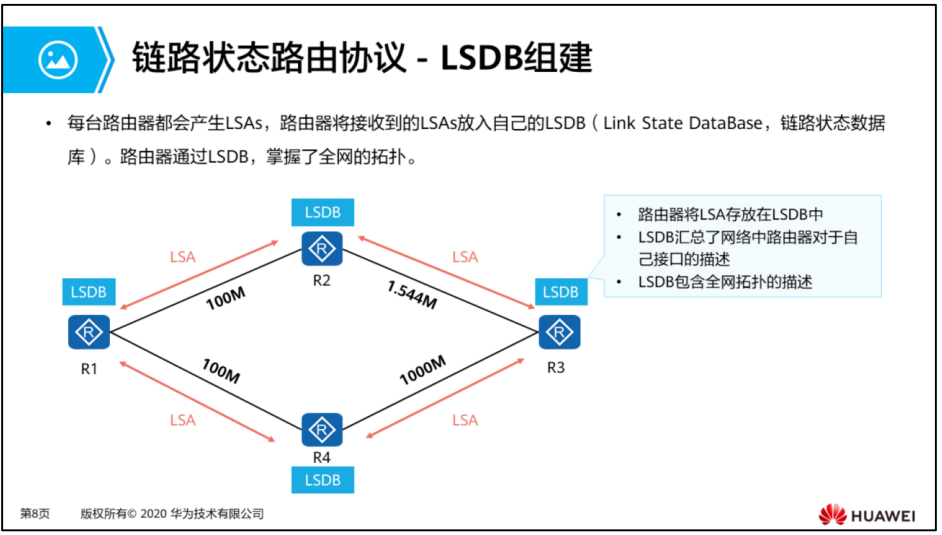 链路状态路由协议 - LSDB组建
• 每台路由器都会产生LSAs，路由器将接收到的LSAs放入自己的LSDB（Link State DataBase，链路状态数据
库）。路由器通过LSDB，掌握了全网的拓扑。
LSDB
R
R2
• 路由器将LSA存放在LSDB中
• LSDB汇总了网络中路由器对于自
己接口的描述
• LSDB包含全网拓扑的描述
LSA
LSA
LSDB
100M
1.544M
LSDB
R
R1
R
R3
100M
1000M
LSA
LSA
R
R4
LSDB
第8页
版权所有© 2020 华为技术有限公司
HUAWEI